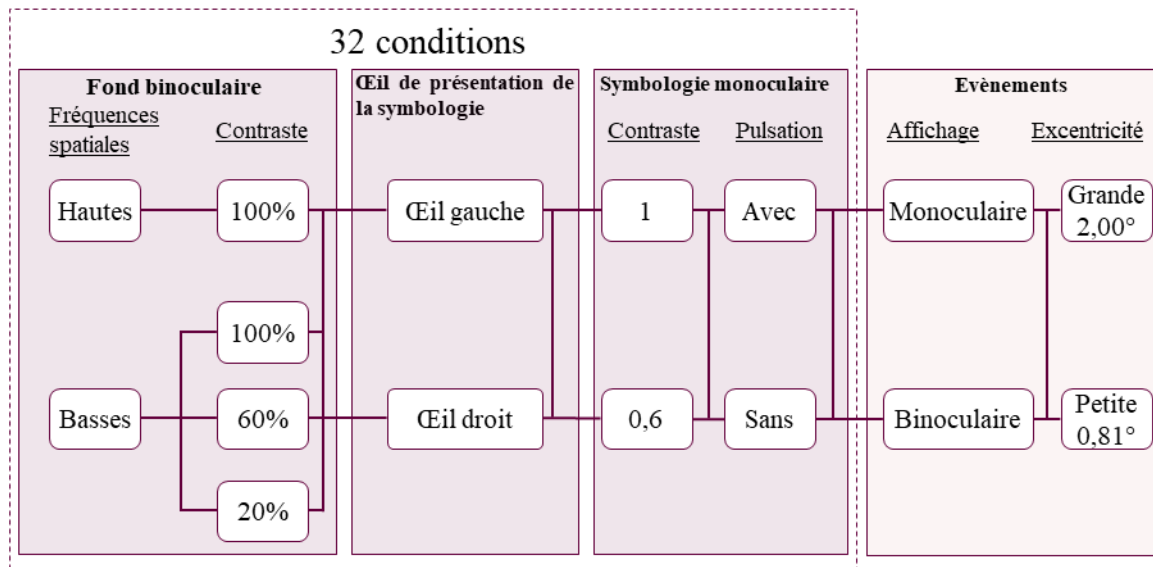 32 conditions
Fond binoculaire
Fréquences
spatiales
Contraste
Hautes
100%
100%
Basses
60%
20%
Œil de présentation de
la symbologie
Œil gauche
Œil droit
Symbologie monoculaire
Contraste
Pulsation
1
Avec
0,6
Sans
Evènements
Affichage
Excentricité
Monoculaire
Grande
2,00°
Binoculaire
Petite
0,81°